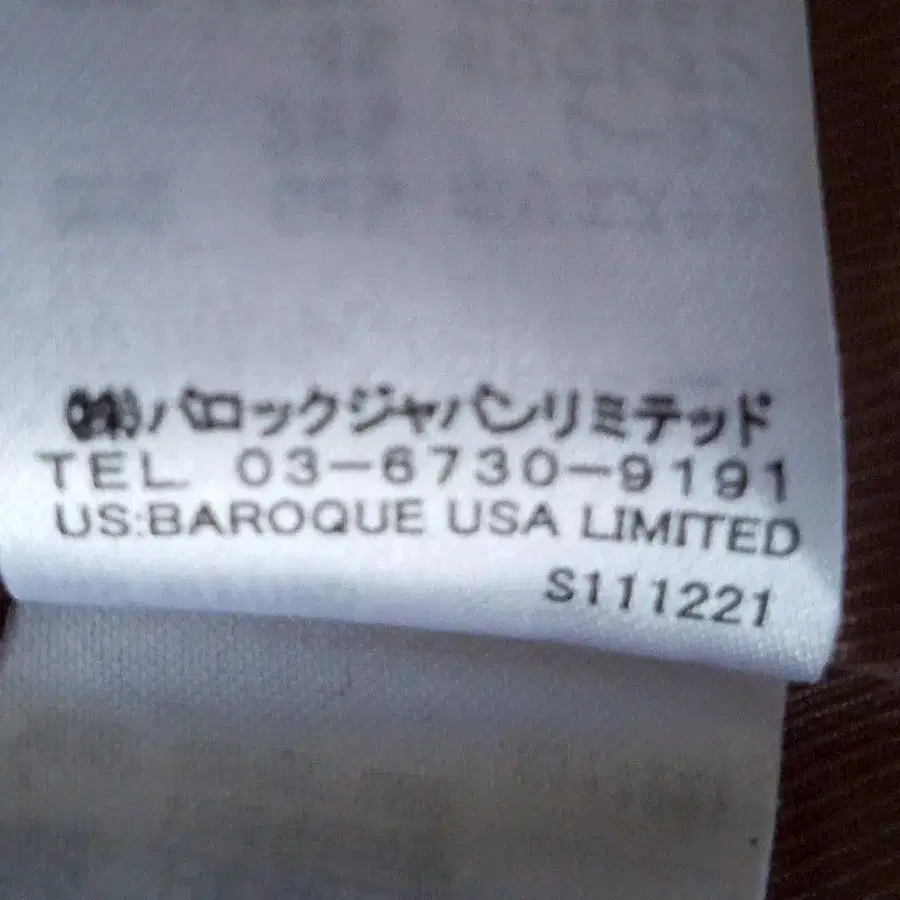 ㈱バロックジャパンリミテッド
TEL 03-6730-9191
US:BAROQUE USA LIMITED
S111221